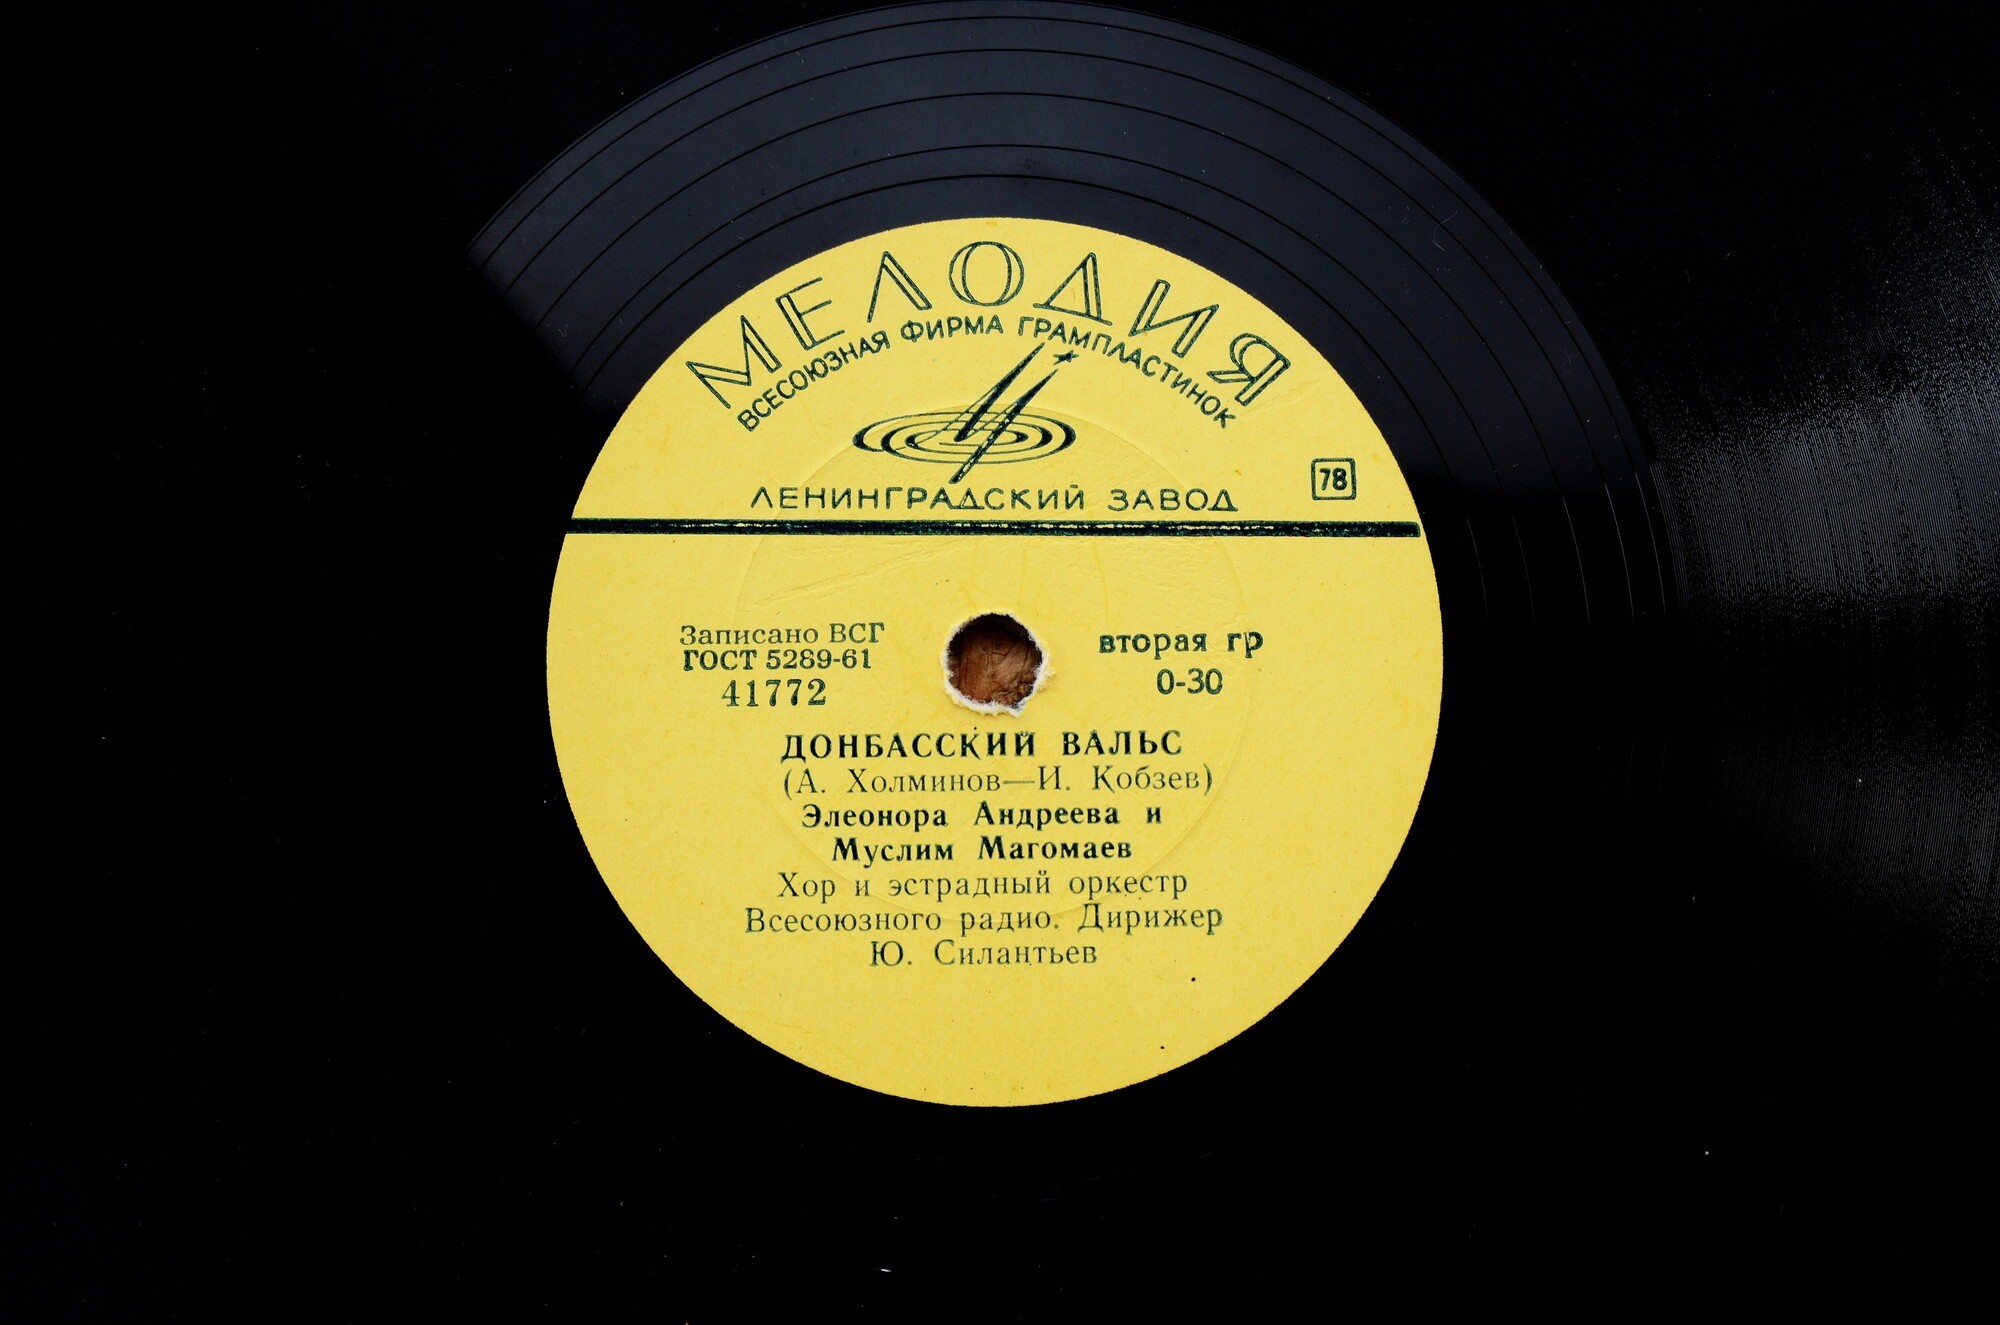 МЕЛОДИЯ
ВСЕСОЮЗНАЯ ФИРМА ГРАМПЛАСТИНОК
ЛЕНИНГРАДСКИЙ ЗАВОД
78
Записано ВСГ
ГОСТ 5289-61
41772
вторая гр
0-30
ДОНБАССКИЙ ВАЛЬС
(А. Холминов—И. Кобзев)
Элеонора Андреева и
Муслим Магомаев
Хор и эстрадный оркестр
Всесоюзного радио. Дирижер
Ю. Силантьев